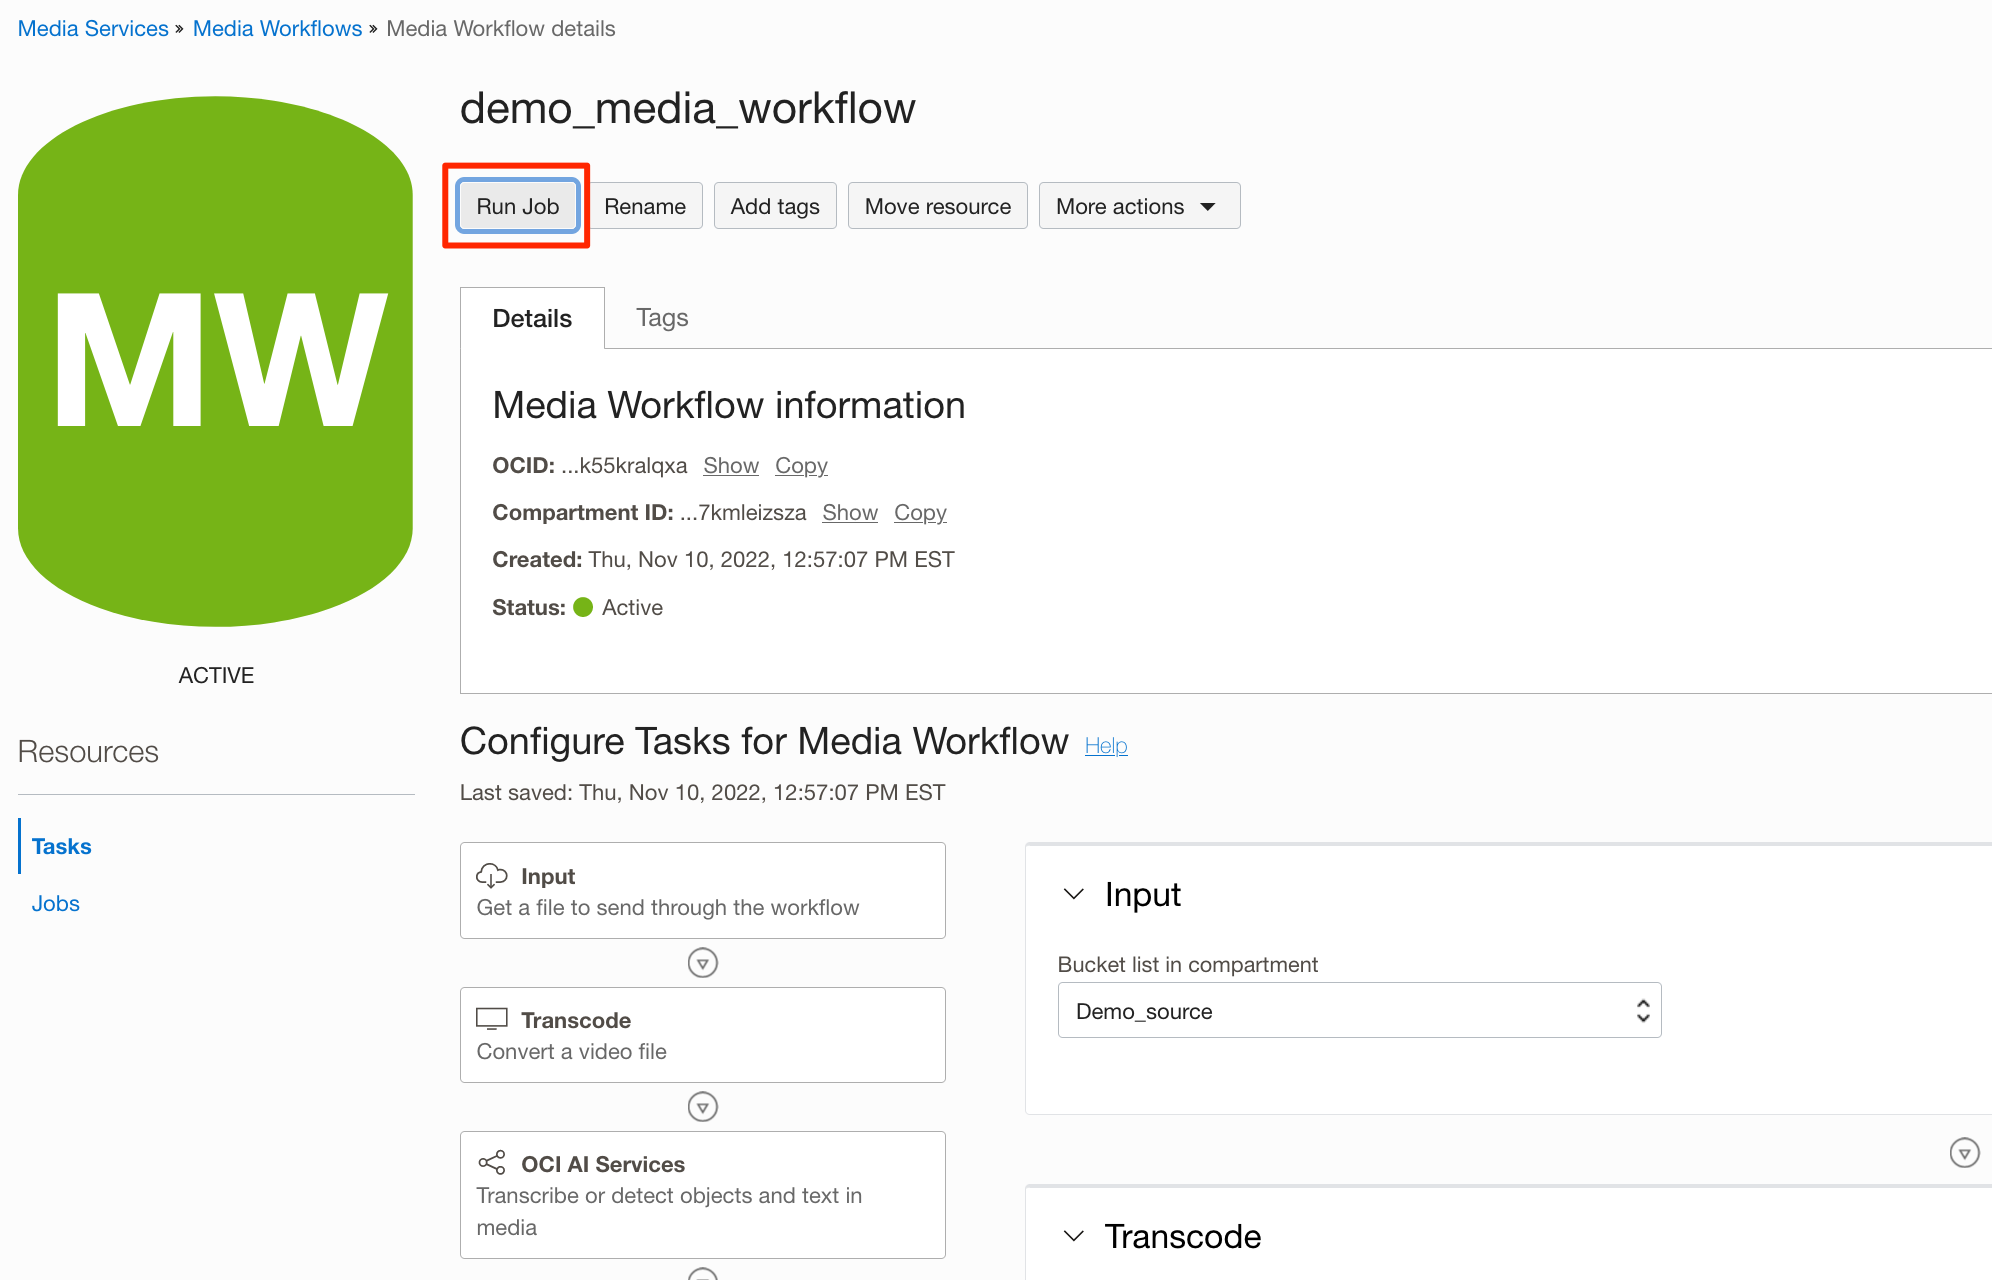 Media Services » Media Workflows » Media Workflow details
demo_media_workflow
Run Job Rename Add tags Move resource More actions
MW
ACTIVE
Details Tags
Media Workflow information
OCID: ...k55kralqxa Show Copy
Compartment ID: ...7kmleizsza Show Copy
Created: Thu, Nov 10, 2022, 12:57:07 PM EST
Status: Active
Resources
Tasks
Jobs
Configure Tasks for Media Workflow Help
Last saved: Thu, Nov 10, 2022, 12:57:07 PM EST
Input
Get a file to send through the workflow
Transcode
Convert a video file
OCI AI Services
Transcribe or detect objects and text in
media
Input
Bucket list in compartment
Demo_source
Transcode